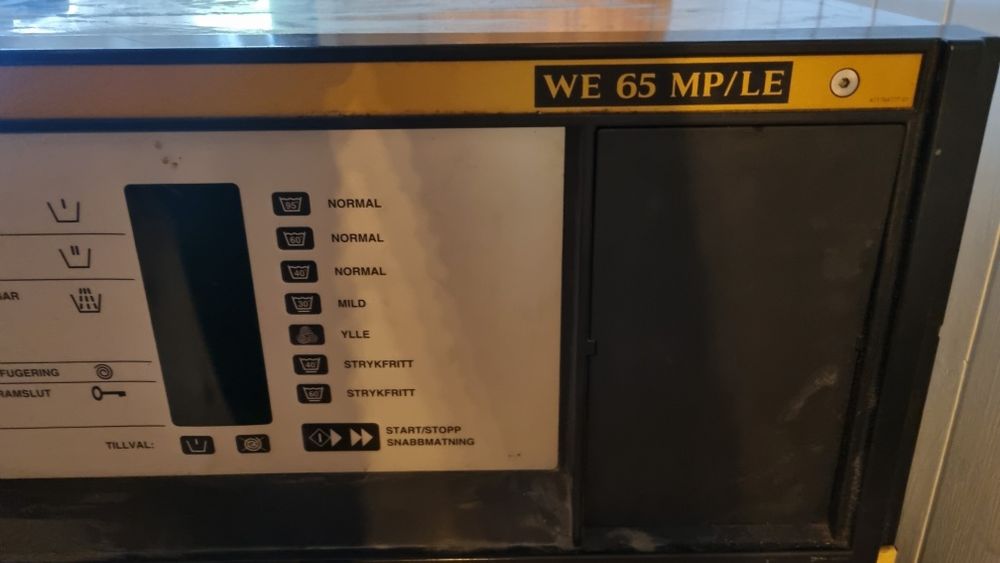 WE 65 MP/LE
95° NORMAL
60° NORMAL
40° NORMAL
30° MILD
YLLE
40° STRYKFRITT
60° STRYKFRITT
AR
FUGERING
RAMSLUT
TILLVAL:
START/STOPP
SNABBMATNING